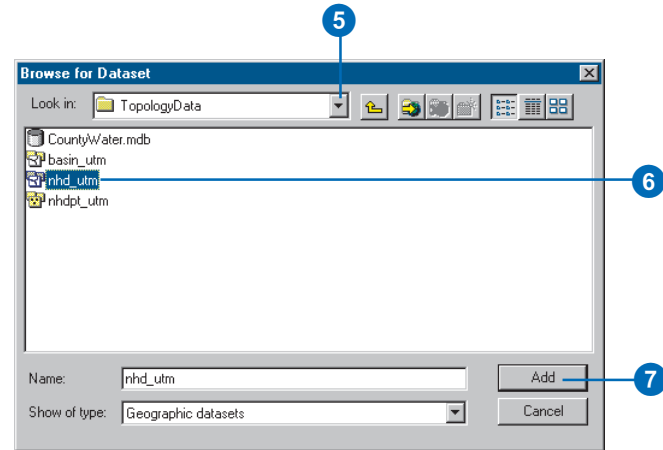 5
Browse for Dataset
Look in: TopologyData
CountyWater.mdb
basin_utm
nhd_utm
6
nhdpt_utm
Name: nhd_utm Add
7
Show of type: Geographic datasets Cancel